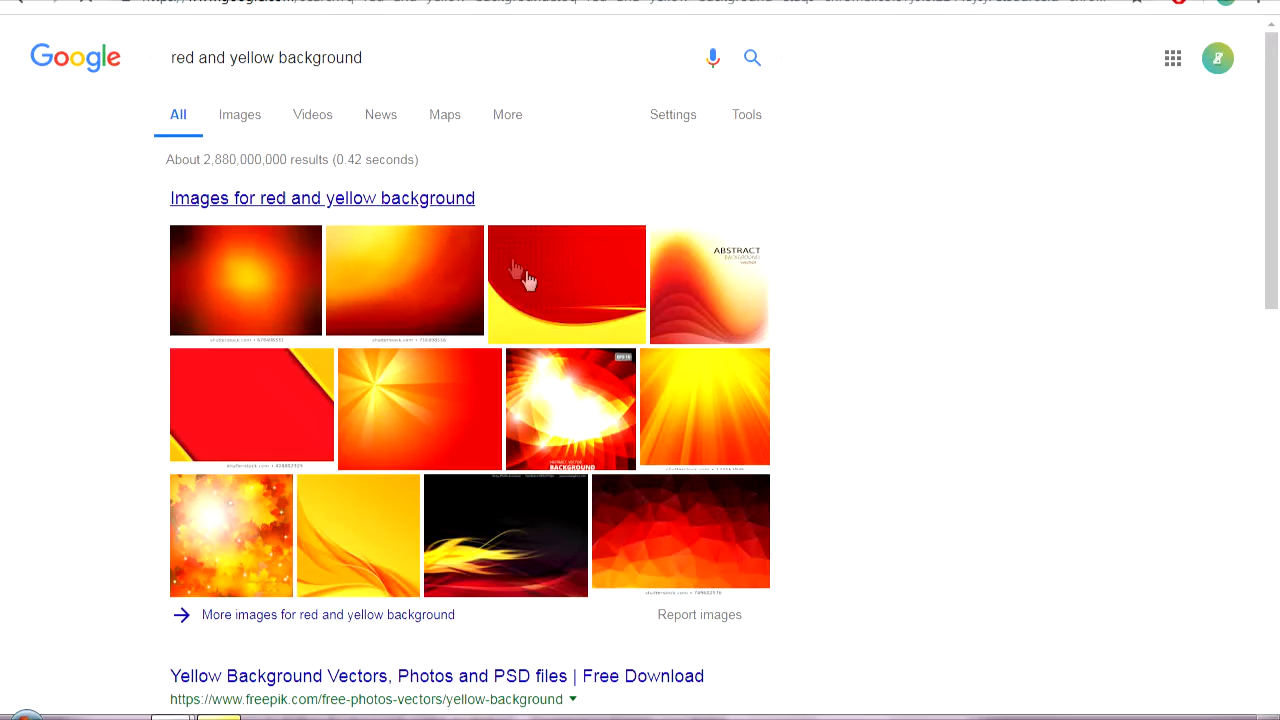 Google
red and yellow background
All Images Videos News Maps More Settings Tools
About 2,880,000,000 results (0.42 seconds)
Images for red and yellow background
ABSTRACT
BACKGROUND
BACKGROUND
More images for red and yellow background
Report images
Yellow Background Vectors, Photos and PSD files | Free Download
https://www.freepik.com/free-photos-vectors/yellow-background